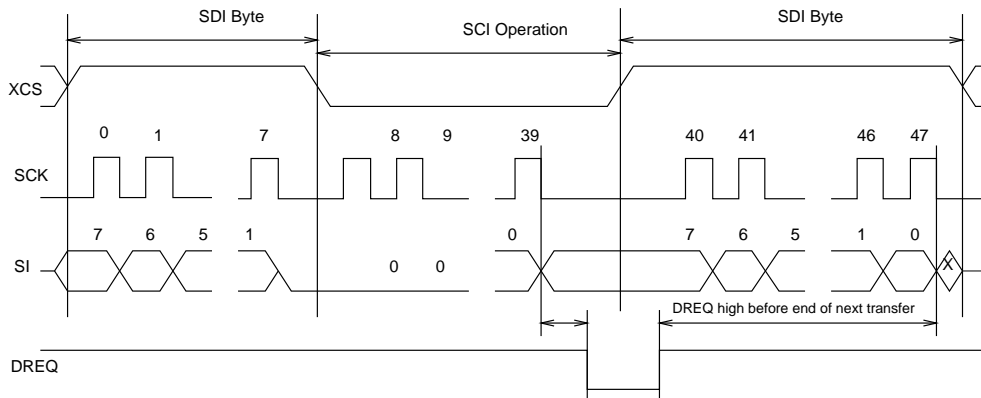 SDI Byte SCI Operation SDI Byte
XCS
0 1 7 8 9 39 40 41 46 47
SCK
7 6 5 1 0 7 6 5 1 0
SI 0 0 X
DREQ high before end of next transfer
DREQ